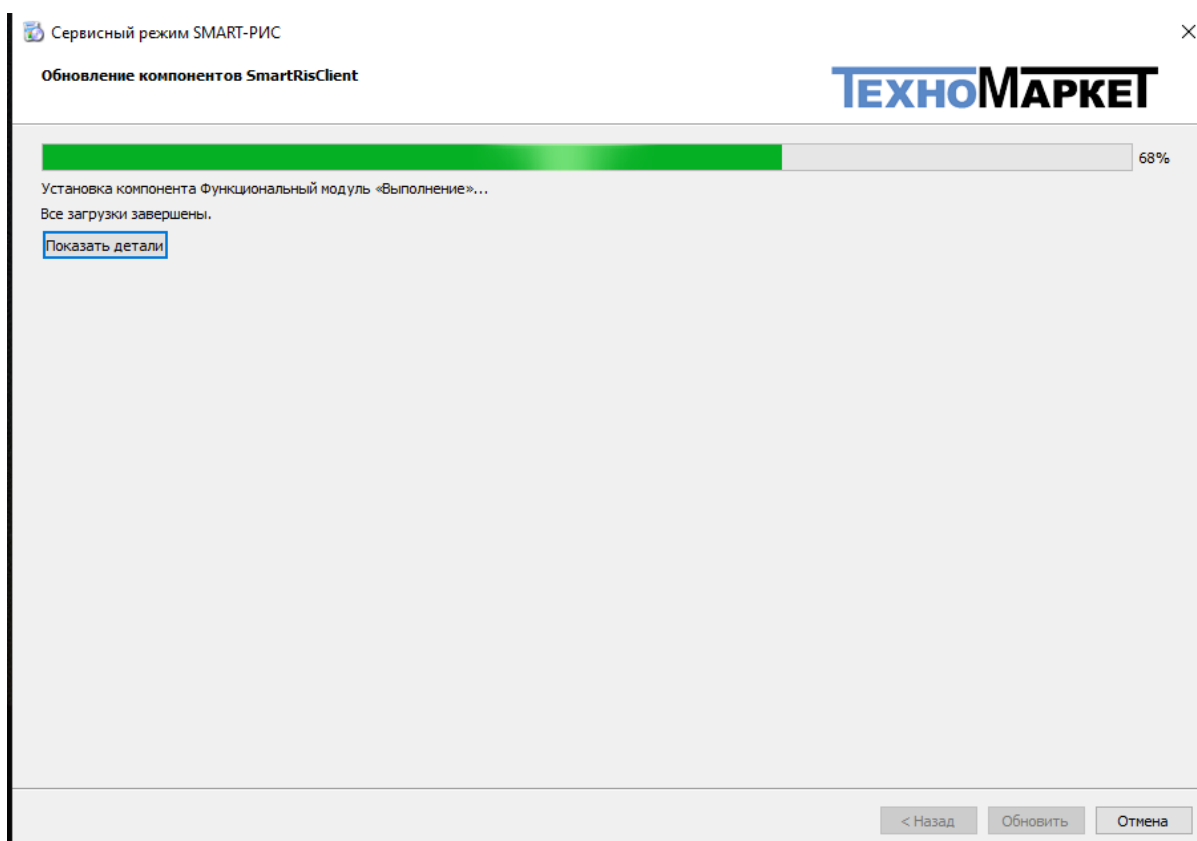 Сервисный режим SMART-РИС
Обновление компонентов SmartRisClient
ТЕХНОМАРКЕТ
68%
Установка компонента Функциональный модуль «Выполнение»...
Все загрузки завершены.
Показать детали
< Назад
Обновить
Отмена